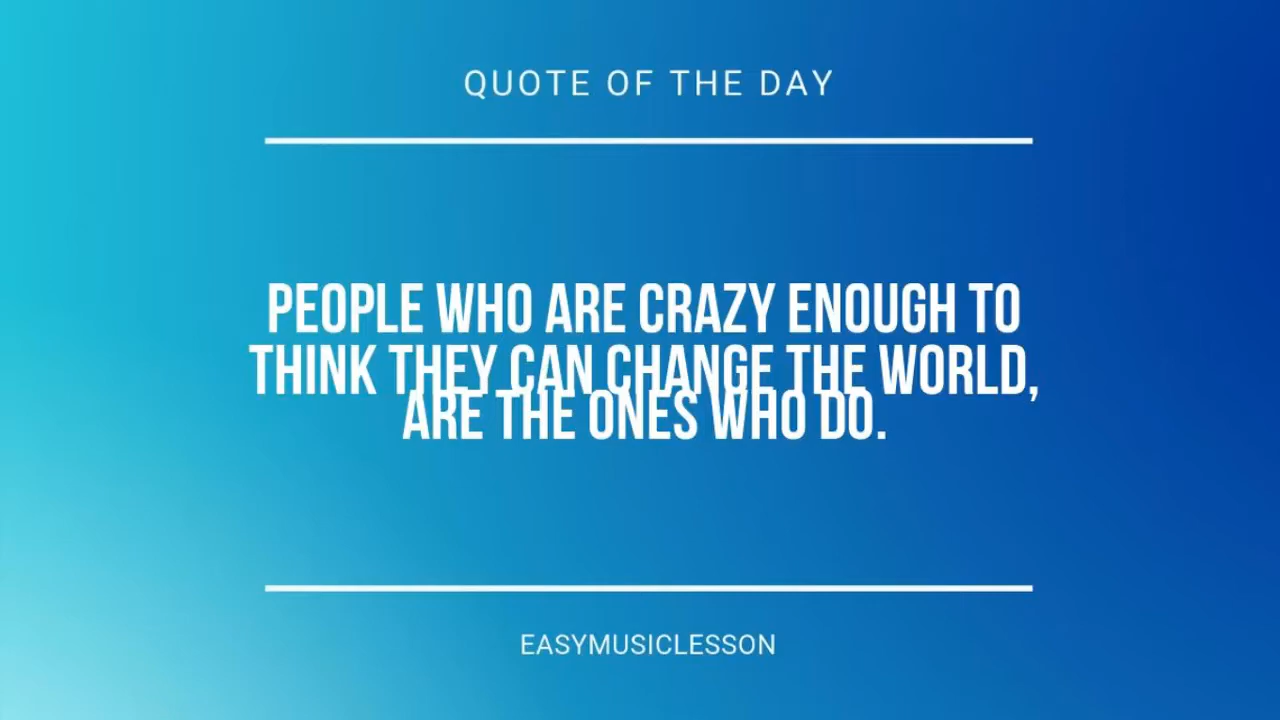 QUOTE OF THE DAY
PEOPLE WHO ARE CRAZY ENOUGH TO
THINK THEY CAN CHANGE THE WORLD,
ARE THE ONES WHO DO.
EASYMUSICLESSON